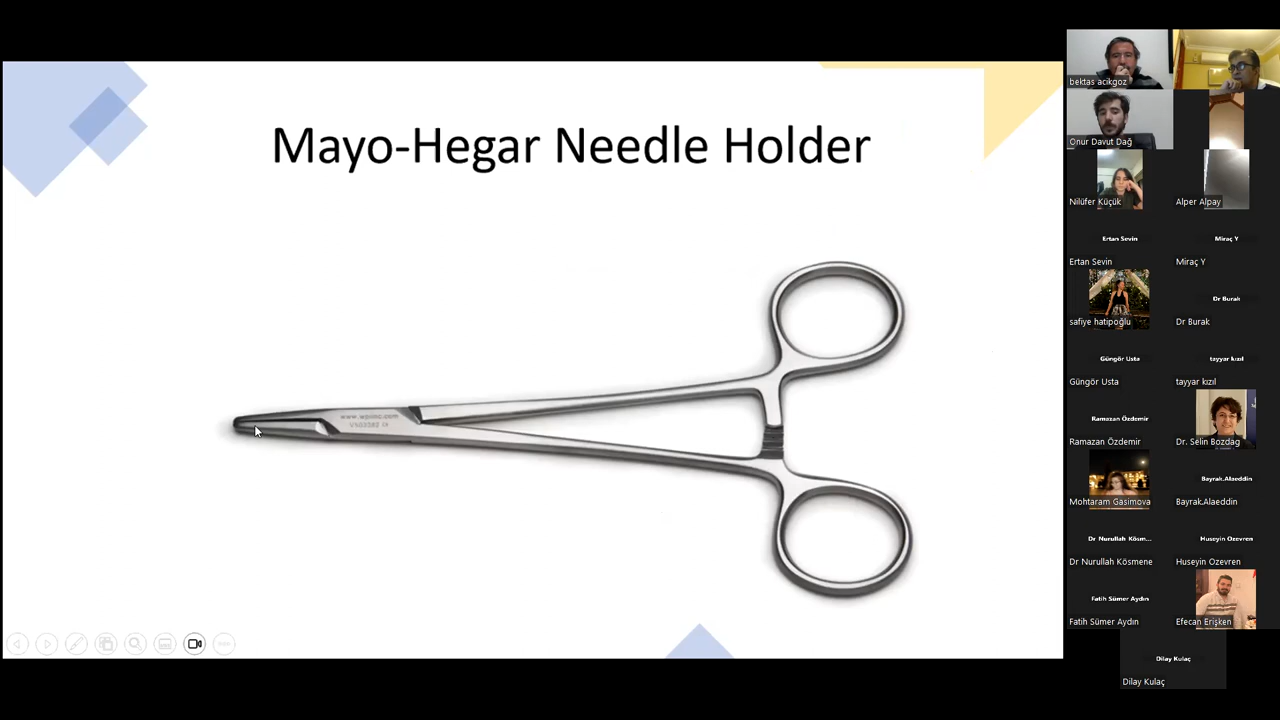 Mayo-Hegar Needle Holder
www.wpiinc.com
bektas acikgoz
Onur Davut Dağ
Nilüfer Küçük
Alper Alpay
Ertan Sevin
Ertan Sevin
Miraç Y
Miraç Y
safiye hatipoğlu
Dr Burak
Dr Burak
Güngör Usta
Güngör Usta
tayyar kızıl
tayyar kızıl
Ramazan Özdemir
Ramazan Özdemir
Dr. Selin Bozdag
Mohtaram Gasimova
Bayrak.Alaeddin
Bayrak.Alaeddin
Dr Nurullah Kösm...
Dr Nurullah Kösmene
Huseyin Ozevren
Huseyin Ozevren
Fatih Sümer Aydın
Fatih Sümer Aydın
Efecan Erişken
Dilay Kulaç
Dilay Kulaç